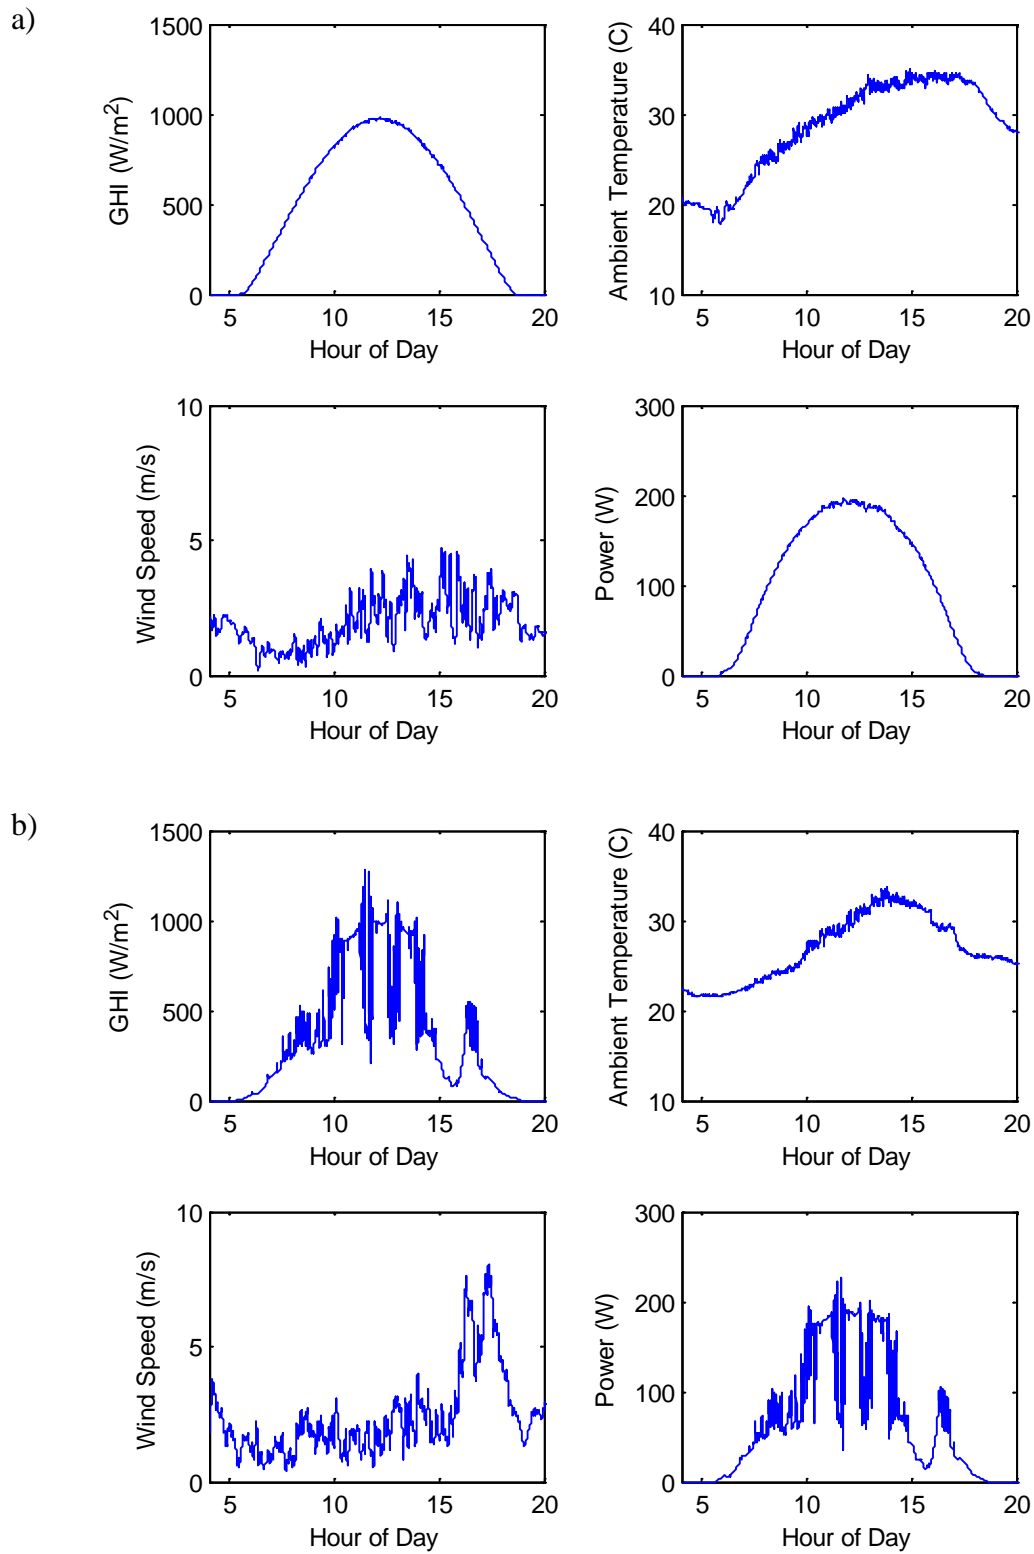 a)
1500
1000
500
0
GHI (W/m2)
5 10 15 20
Hour of Day
40
30
20
10
Ambient Temperature (C)
5 10 15 20
Hour of Day
10
5
0
Wind Speed (m/s)
5 10 15 20
Hour of Day
300
200
100
0
Power (W)
5 10 15 20
Hour of Day
b)
1500
1000
500
0
GHI (W/m2)
5 10 15 20
Hour of Day
40
30
20
10
Ambient Temperature (C)
5 10 15 20
Hour of Day
10
5
0
Wind Speed (m/s)
5 10 15 20
Hour of Day
300
200
100
0
Power (W)
5 10 15 20
Hour of Day